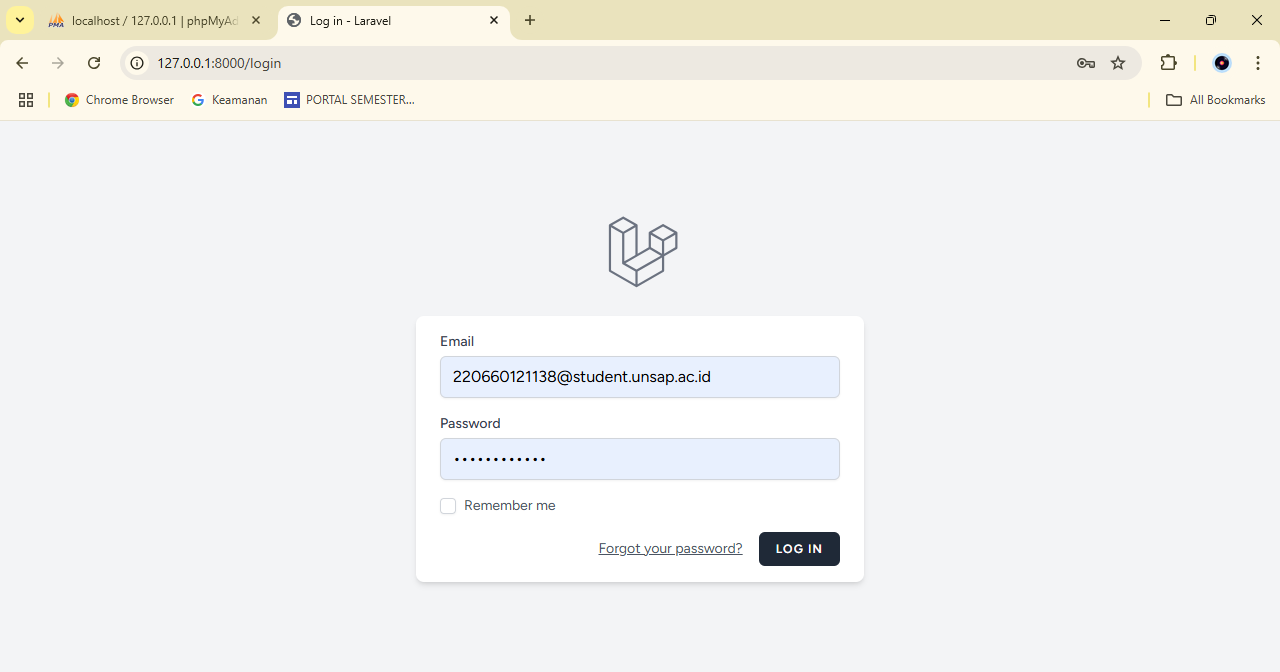 localhost / 127.0.0.1 | phpMyAd
Log in - Laravel
127.0.0.1:8000/login
Chrome Browser
Keamanan
PORTAL SEMESTER...
All Bookmarks
Email
220660121138@student.unsap.ac.id
Password
••••••••••••
Remember me
Forgot your password?
LOG IN